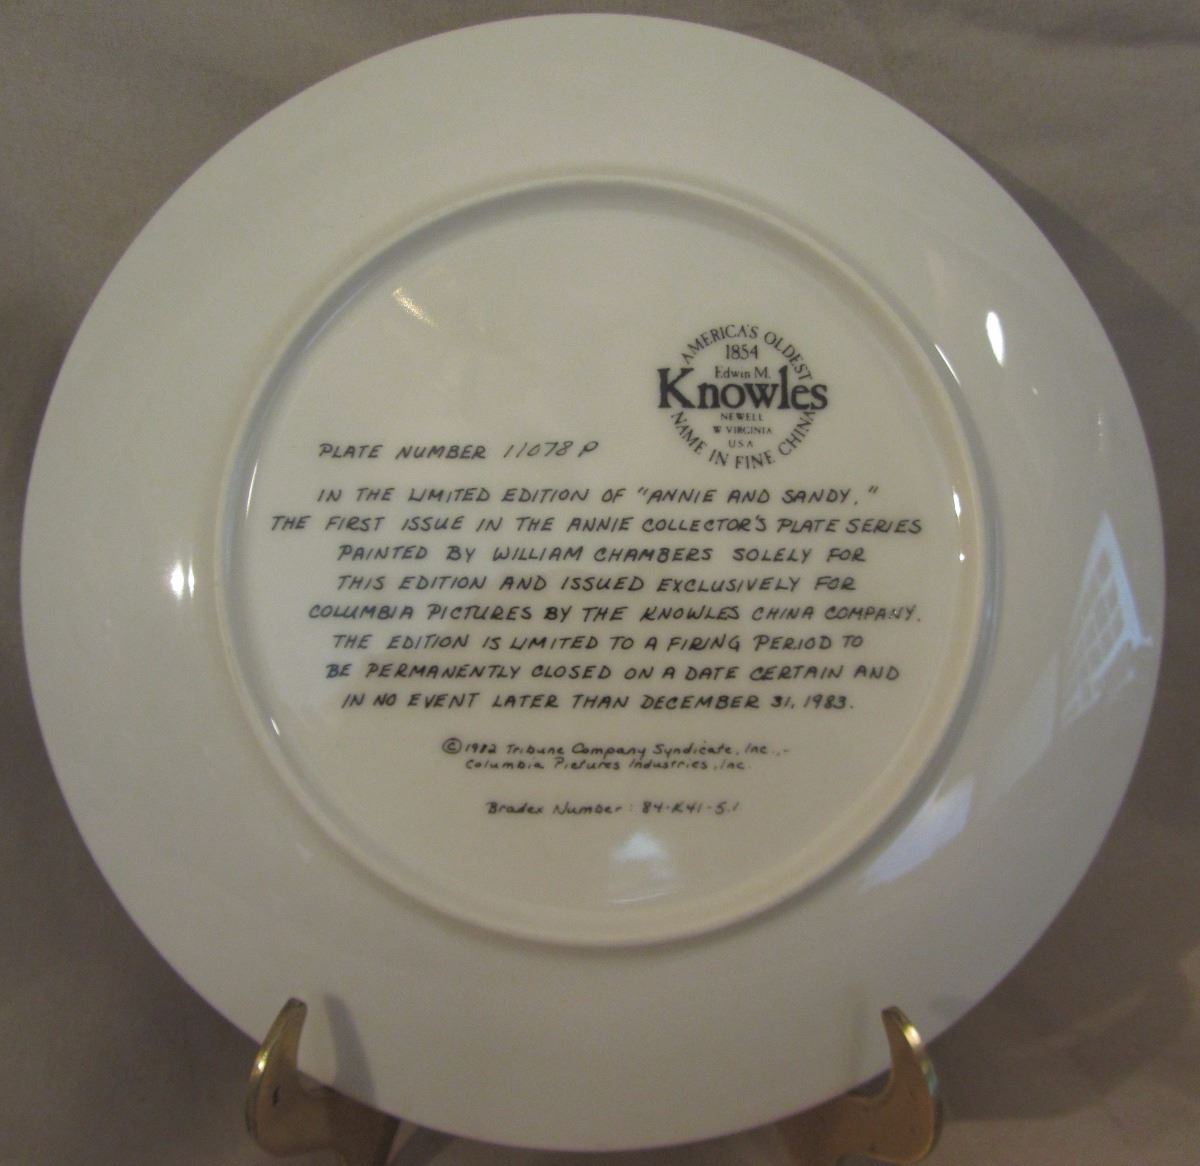 AMERICA'S OLDEST
1854
Edwin M.
Knowles
NEWELL
W VIRGINIA
USA
NAME IN FINE CHINA
PLATE NUMBER 11078 P
IN THE LIMITED EDITION OF "ANNIE AND SANDY,"
THE FIRST ISSUE IN THE ANNIE COLLECTOR'S PLATE SERIES
PAINTED BY WILLIAM CHAMBERS SOLELY FOR
THIS EDITION AND ISSUED EXCLUSIVELY FOR
COLUMBIA PICTURES BY THE KNOWLES CHINA COMPANY.
THE EDITION IS LIMITED TO A FIRING PERIOD TO
BE PERMANENTLY CLOSED ON A DATE CERTAIN AND
IN NO EVENT LATER THAN DECEMBER 31, 1983.
©1982 Tribune Company Syndicate, Inc.,-
Columbia Pictures Industries, Inc.
Bradex Number: 84-K41-5.1